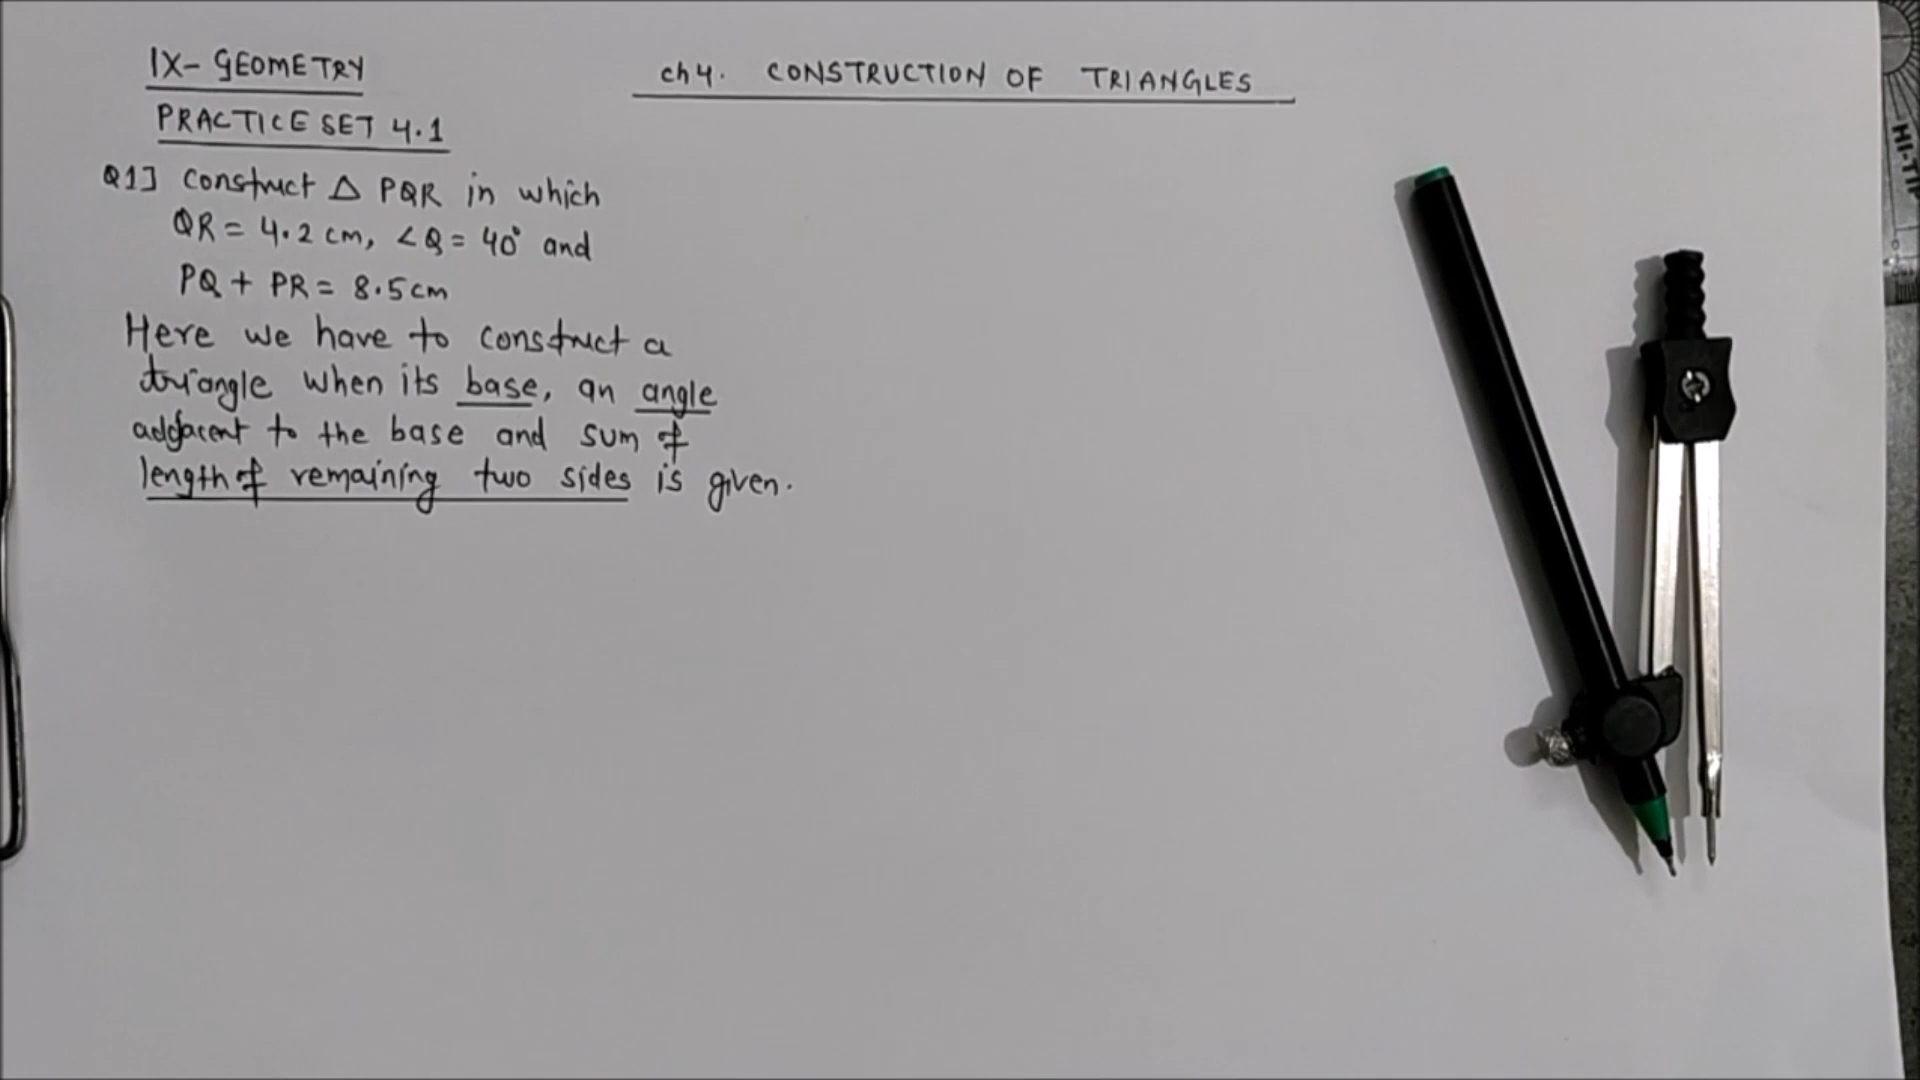 IX- GEOMETRY
ch 4. CONSTRUCTION OF TRIANGLES
PRACTICE SET 4.1
Q1] Construct △ PQR in which
QR = 4.2 cm, ∠Q = 40° and
PQ + PR = 8.5cm
Here we have to construct a
triangle when its base, an angle
adjacent to the base and sum of
length of remaining two sides is given.